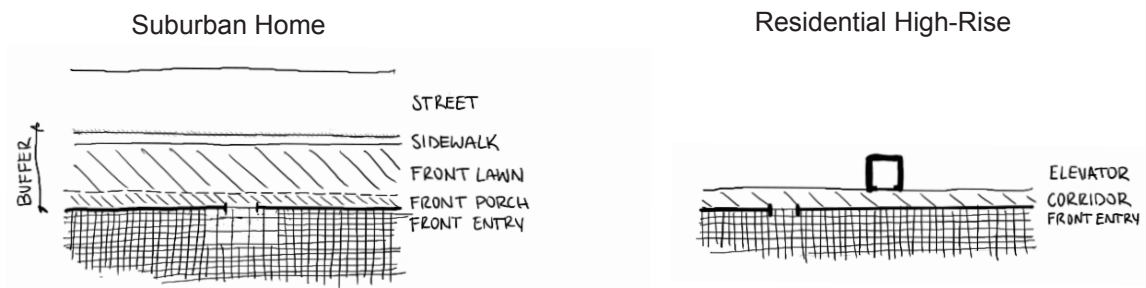 Suburban Home
STREET
SIDEWALK
FRONT LAWN
FRONT PORCH
FRONT ENTRY
BUFFER
Residential High-Rise
ELEVATOR
CORRIDOR
FRONT ENTRY